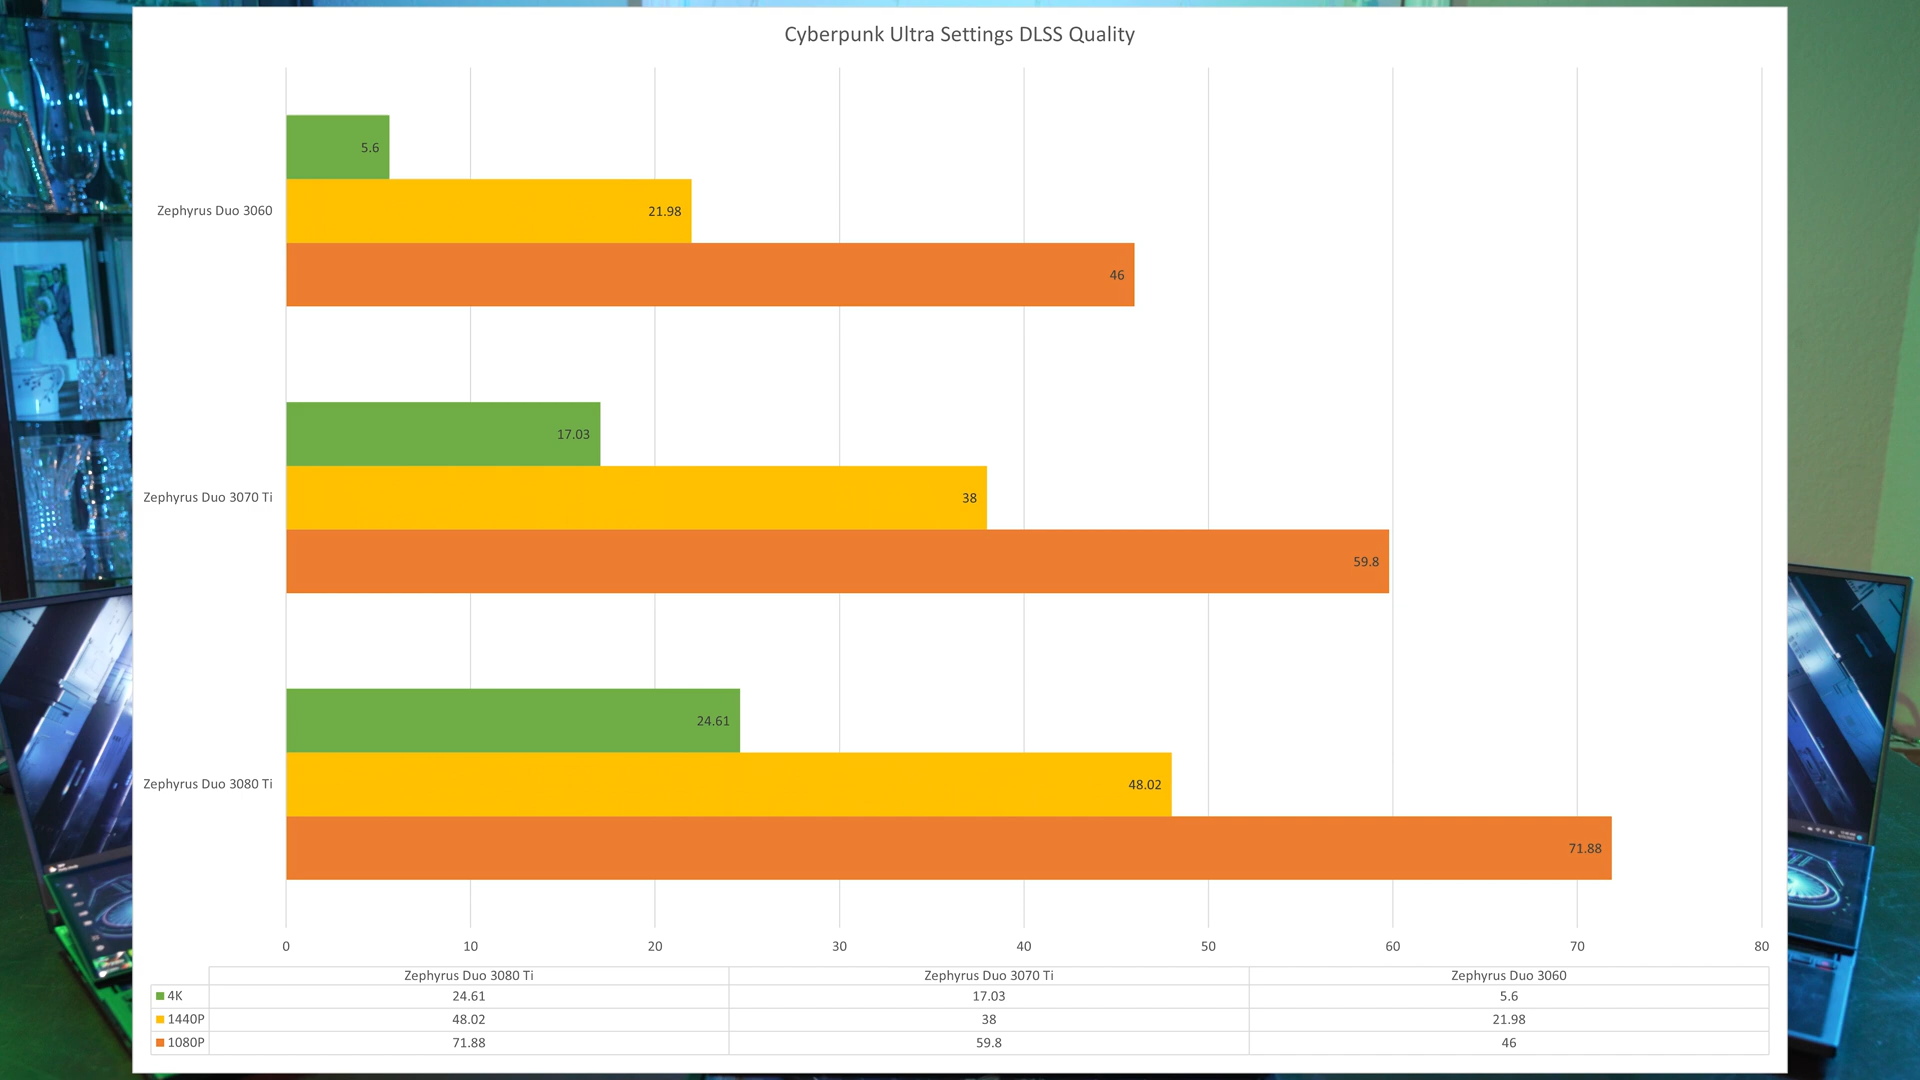 Cyberpunk Ultra Settings DLSS Quality
5.6
Zephyrus Duo 3060
21.98
46
17.03
Zephyrus Duo 3070 Ti
38
59.8
24.61
Zephyrus Duo 3080 Ti
48.02
71.88
0 10 20 30 40 50 60 70 80
Zephyrus Duo 3080 Ti Zephyrus Duo 3070 Ti Zephyrus Duo 3060
4K 24.61 17.03 5.6
1440P 48.02 38 21.98
1080P 71.88 59.8 46